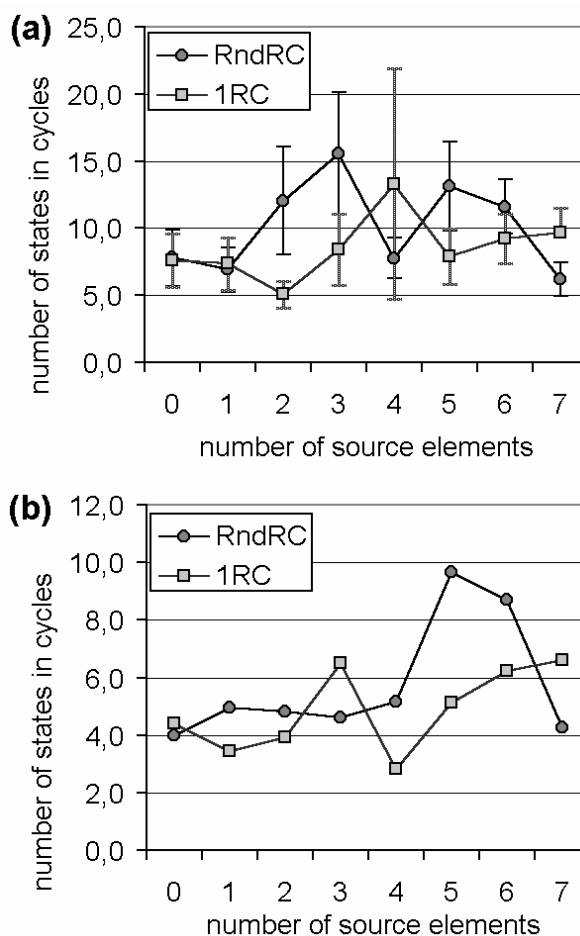 (a)
25,0
20,0
15,0
10,0
5,0
0,0
number of states in cycles
RndRC
1RC
0 1 2 3 4 5 6 7
number of source elements
(b)
12,0
10,0
8,0
6,0
4,0
2,0
0,0
number of states in cycles
RndRC
1RC
0 1 2 3 4 5 6 7
number of source elements